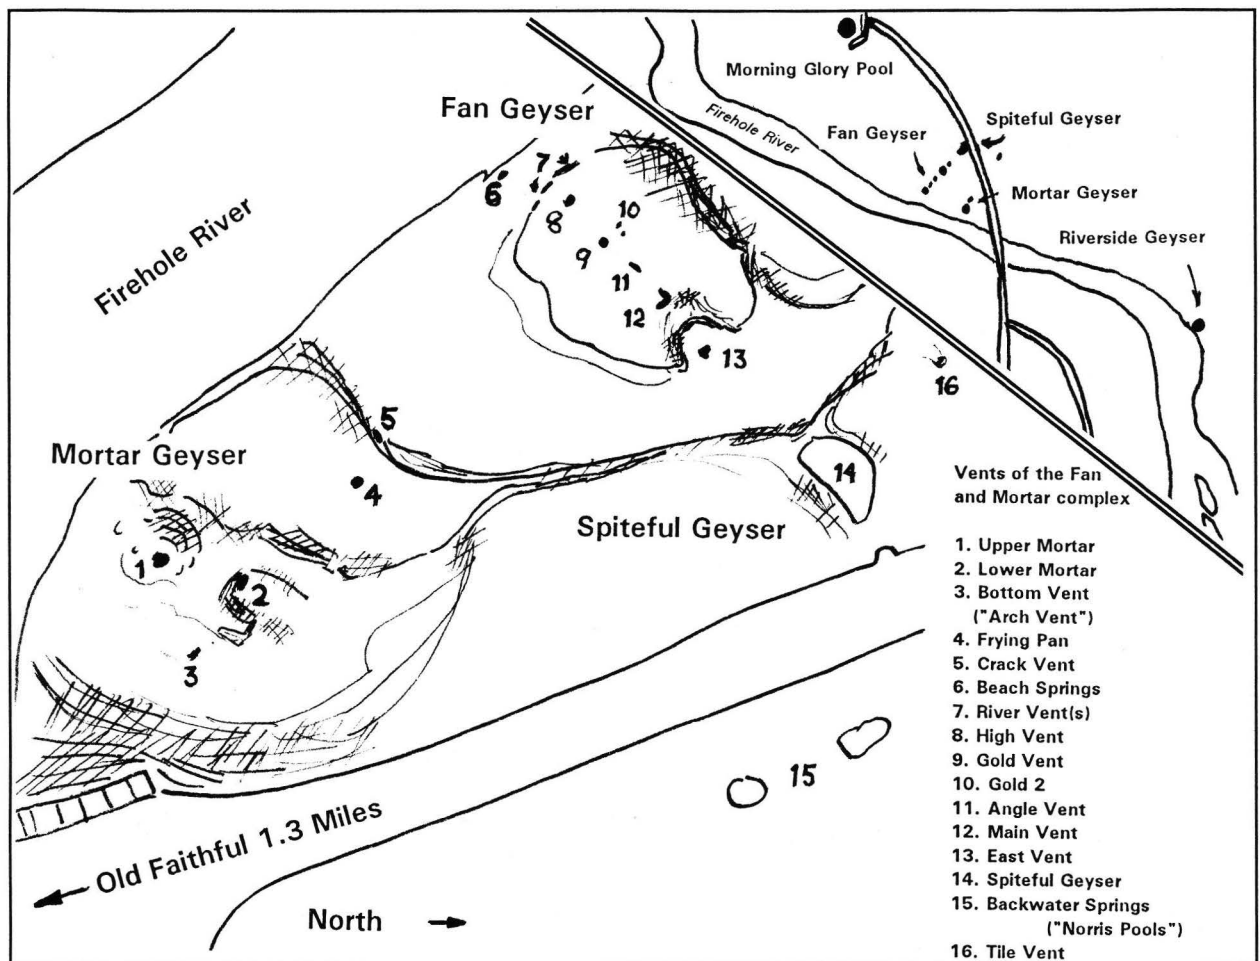 Fan Geyser
Firehole River
Mortar Geyser
Spiteful Geyser
Old Faithful 1.3 Miles
North
1
2
3
4
5
6
7
8
9
10
11
12
13
14
15
16
Morning Glory Pool
Firehole River
Fan Geyser
Spiteful Geyser
Mortar Geyser
Riverside Geyser
Vents of the Fan
and Mortar complex
1. Upper Mortar
2. Lower Mortar
3. Bottom Vent
("Arch Vent")
4. Frying Pan
5. Crack Vent
6. Beach Springs
7. River Vent(s)
8. High Vent
9. Gold Vent
10. Gold 2
11. Angle Vent
12. Main Vent
13. East Vent
14. Spiteful Geyser
15. Backwater Springs
("Norris Pools")
16. Tile Vent